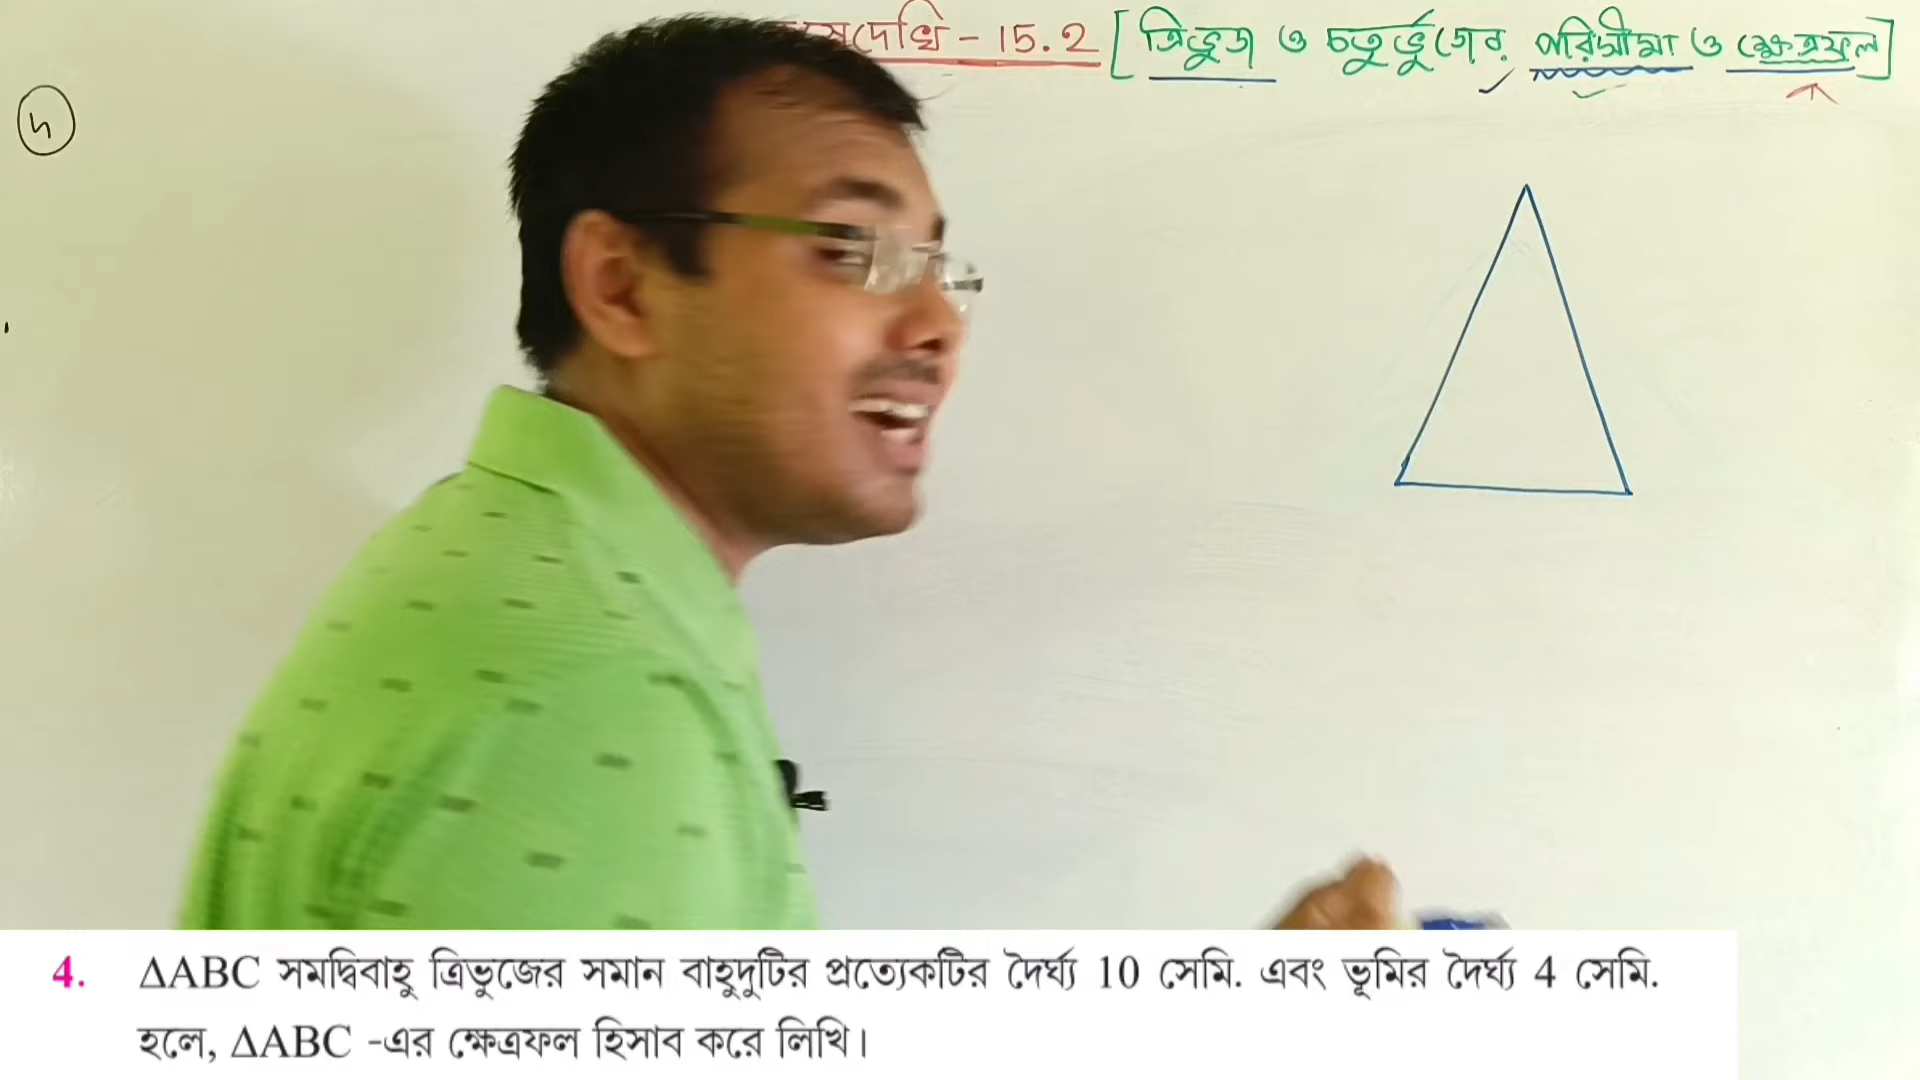 দেখি - 15.2 [ত্রিভুজ ও চতুর্ভুজের পরিসীমা ও ক্ষেত্রফল]
4. ΔABC সমদ্বিবাহু ত্রিভুজের সমান বাহুদুটির প্রত্যেকটির দৈর্ঘ্য 10 সেমি. এবং ভূমির দৈর্ঘ্য 4 সেমি.
হলে, ΔABC -এর ক্ষেত্রফল হিসাব করে লিখি।